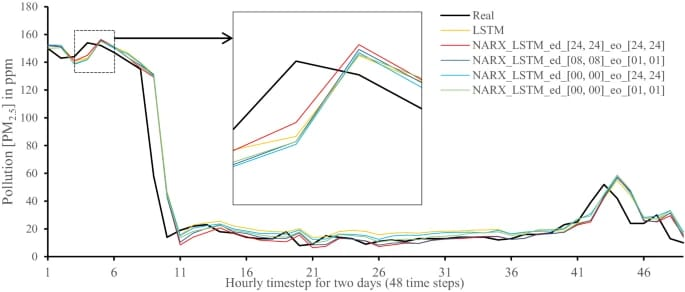 180
160
140
120
100
80
60
40
20
0
Pollution [PM2.5] in ppm
1 6 11 16 21 26 31 36 41 46
Hourly timestep for two days (48 time steps)
Real
LSTM
NARX_LSTM_ed_[24, 24]_eo_[24, 24]
NARX_LSTM_ed_[08, 08]_eo_[01, 01]
NARX_LSTM_ed_[00, 00]_eo_[24, 24]
NARX_LSTM_ed_[00, 00]_eo_[01, 01]